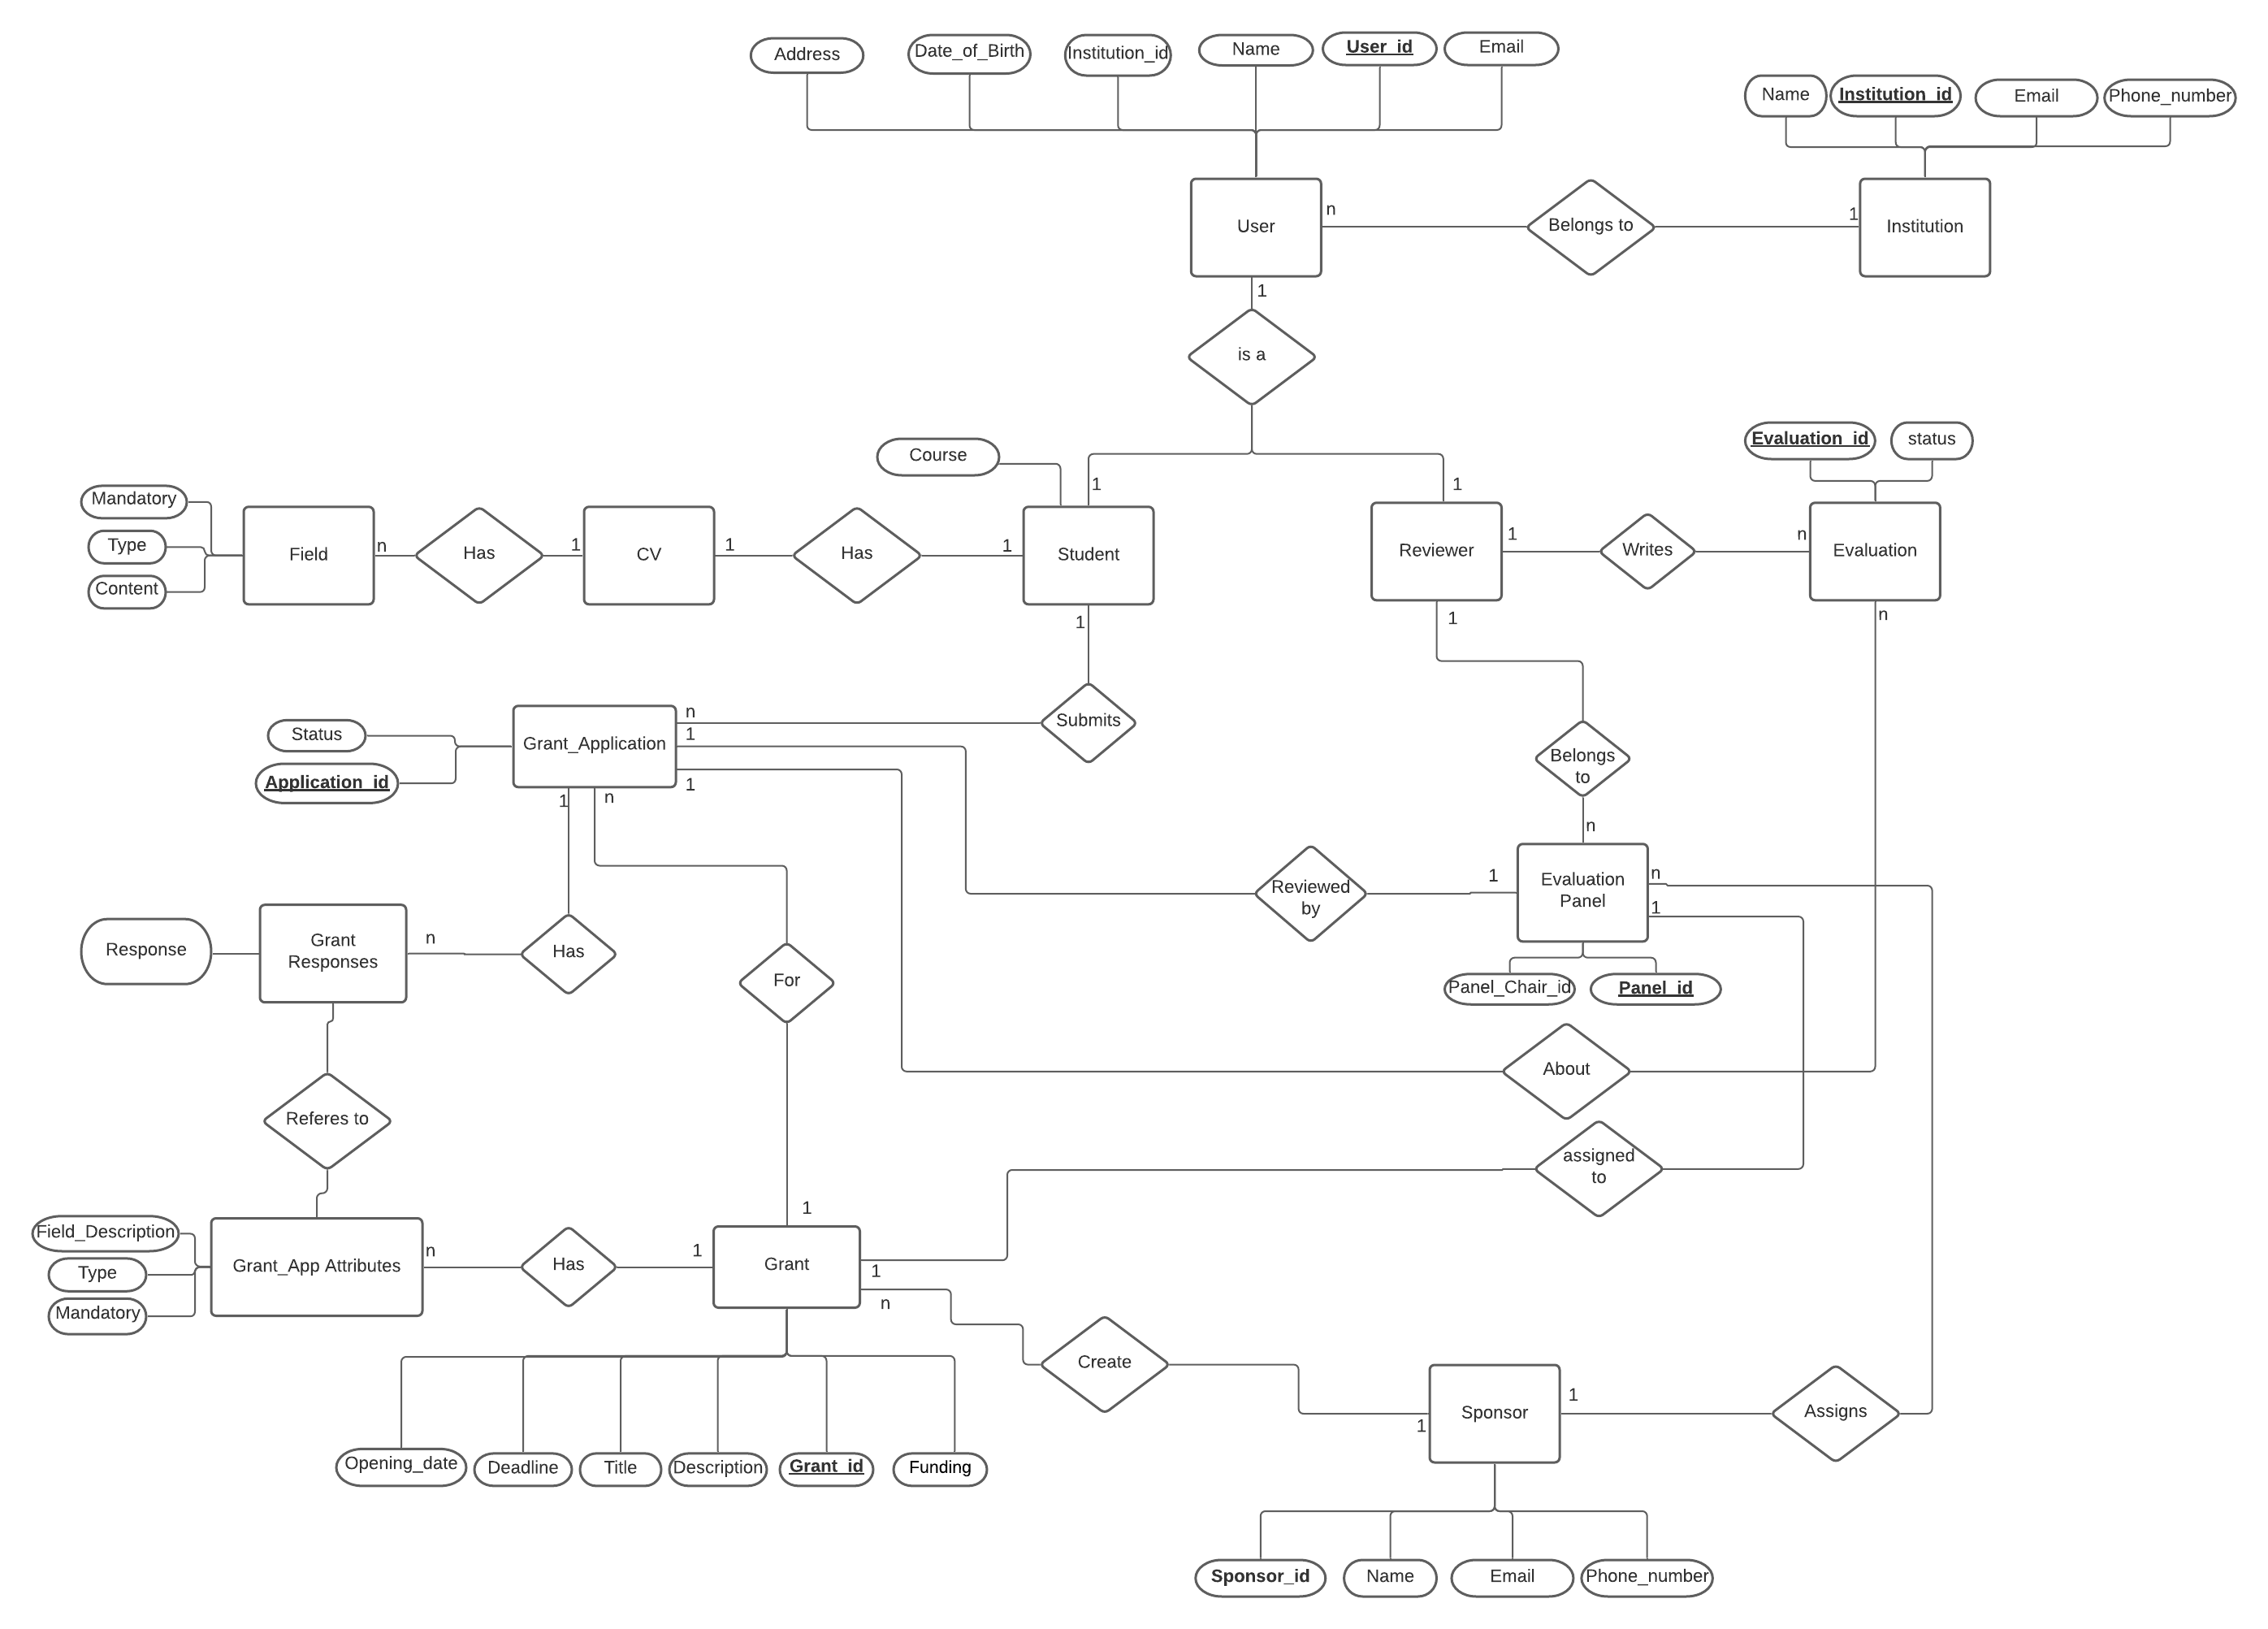 Address
Date_of_Birth
Institution_id
Name
User_id
Email
Name
Institution_id
Email
Phone_number
User
n
Belongs to
1
Institution
1
is a
Course
1
1
Evaluation_id
status
Mandatory
Type
Content
Field
n
Has
1
CV
1
Has
1
Student
Reviewer
1
Writes
n
Evaluation
1
1
n
Status
Application_id
Grant_Application
n
1
1
Submits
Belongs
to
n
1
n
Response
Grant
Responses
n
Has
For
Reviewed
by
1
Evaluation
Panel
n
1
Panel_Chair_id
Panel_id
About
Referes to
assigned
to
1
Field_Description
Type
Mandatory
Grant_App Attributes
n
Has
1
Grant
1
n
Create
1
Sponsor
1
Assigns
Opening_date
Deadline
Title
Description
Grant_id
Funding
Sponsor_id
Name
Email
Phone_number